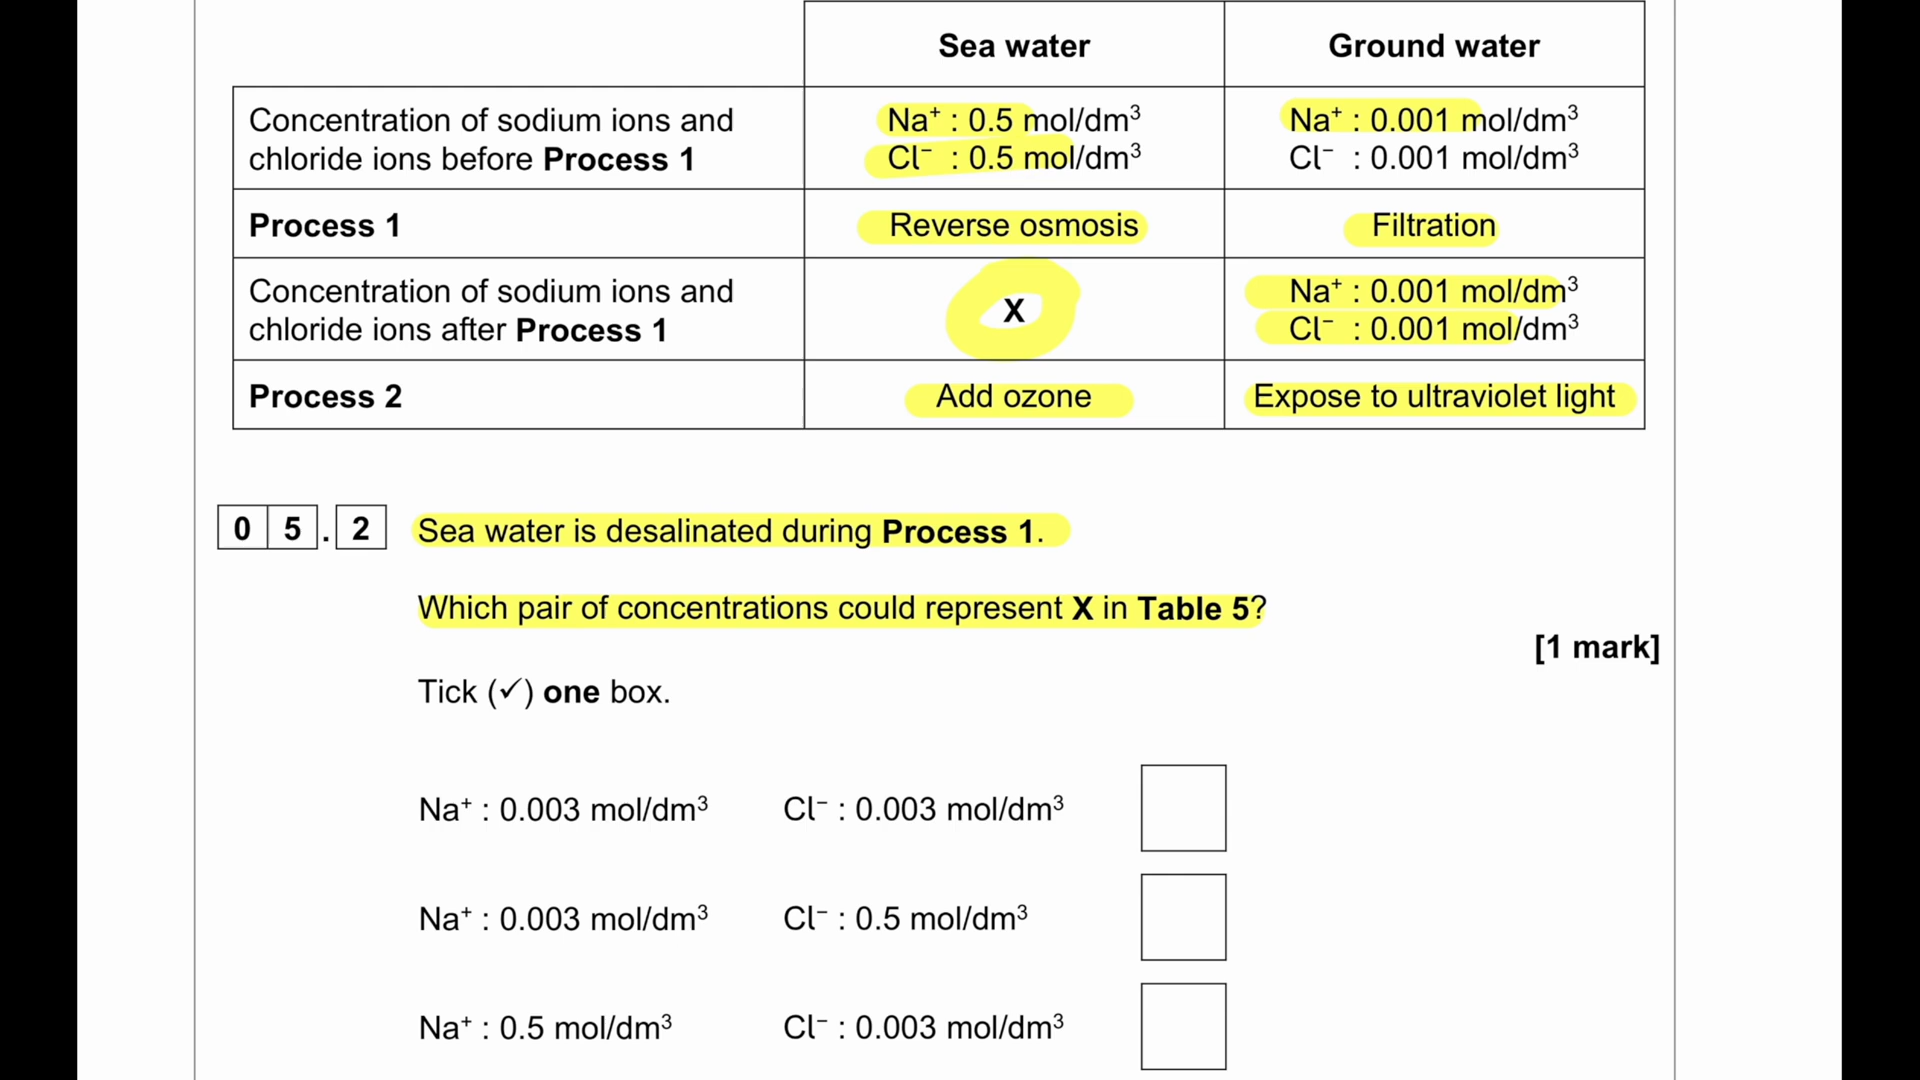 Sea water Ground water
Concentration of sodium ions and
chloride ions before Process 1
Na⁺ : 0.5 mol/dm³
Cl⁻ : 0.5 mol/dm³
Na⁺ : 0.001 mol/dm³
Cl⁻ : 0.001 mol/dm³
Process 1 Reverse osmosis Filtration
Concentration of sodium ions and
chloride ions after Process 1
X
Na⁺ : 0.001 mol/dm³
Cl⁻ : 0.001 mol/dm³
Process 2 Add ozone Expose to ultraviolet light
0 5 . 2 Sea water is desalinated during Process 1.
Which pair of concentrations could represent X in Table 5?
[1 mark]
Tick (✓) one box.
Na⁺ : 0.003 mol/dm³ Cl⁻ : 0.003 mol/dm³
Na⁺ : 0.003 mol/dm³ Cl⁻ : 0.5 mol/dm³
Na⁺ : 0.5 mol/dm³ Cl⁻ : 0.003 mol/dm³